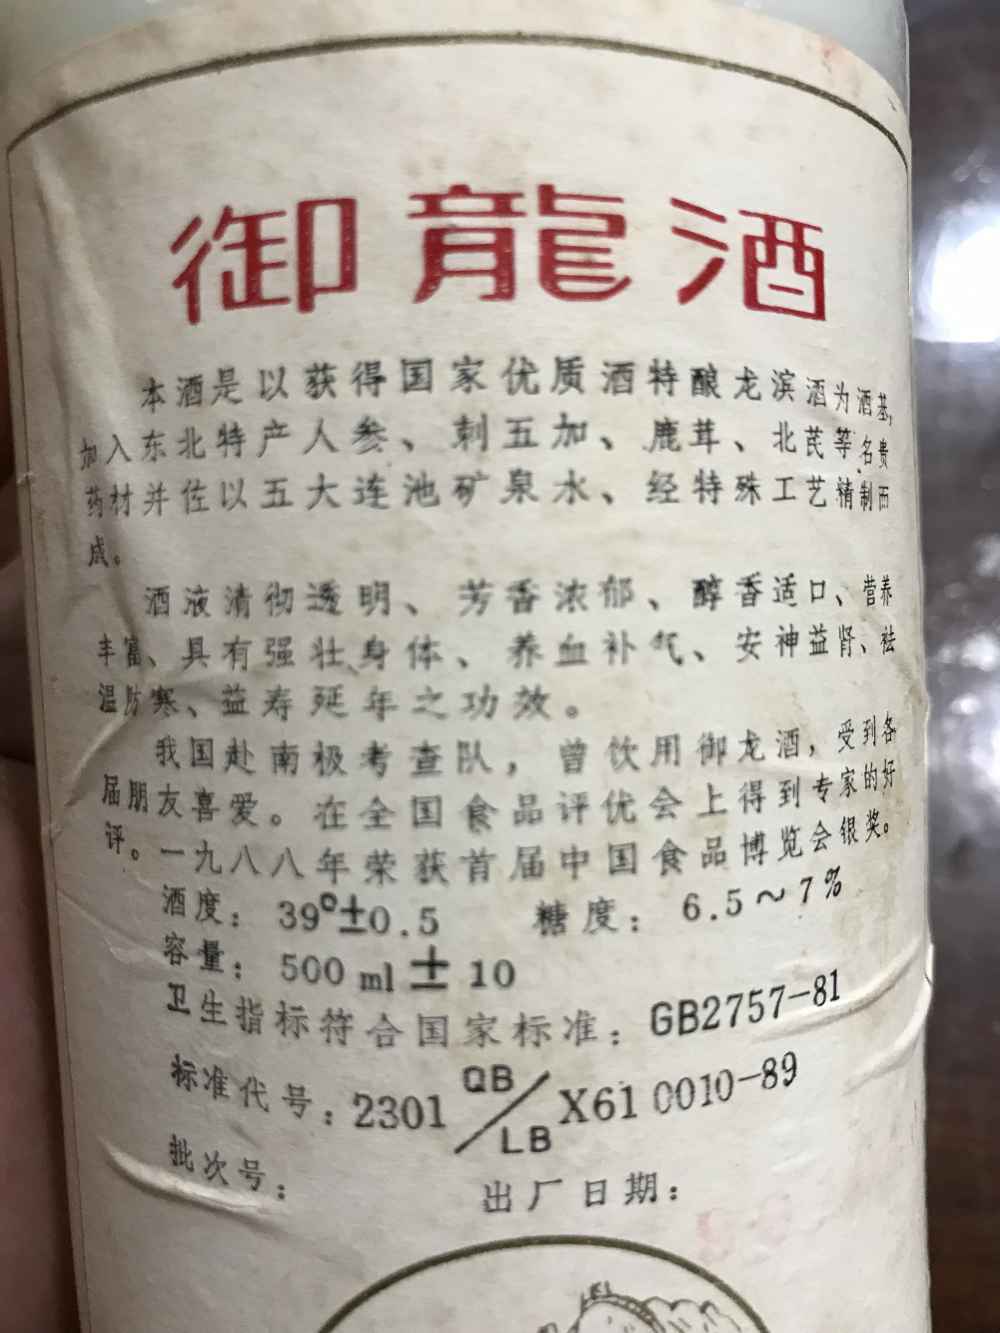 御龍酒
本酒是以获得国家优质酒特酿龙滨酒为酒基,
加入东北特产人参、刺五加、鹿茸、北芪等名贵
药材并佐以五大连池矿泉水、经特殊工艺精制而
成。
酒液清彻透明、芳香浓郁、醇香适口、营养
丰富、具有强壮身体、养血补气、安神益肾、祛
湿防寒、益寿延年之功效。
我国赴南极考查队，曾饮用御龙酒，受到各
届朋友喜爱。在全国食品评优会上得到专家的好
评。一九八八年荣获首届中国食品博览会银奖。
酒度：39°±0.5 糖度：6.5～7%
容量：500ml±10
卫生指标符合国家标准：GB2757-81
标准代号：2301 QB/LB X61 0010-89
批次号： 出厂日期：